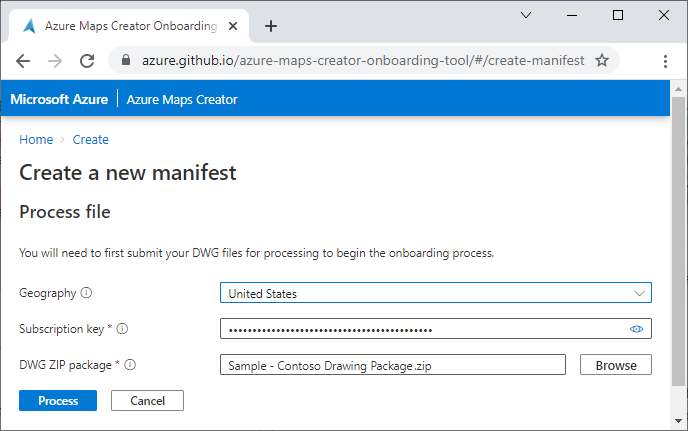 Azure Maps Creator Onboarding
azure.github.io/azure-maps-creator-onboarding-tool/#/create-manifest
Microsoft Azure | Azure Maps Creator
Home > Create
Create a new manifest
Process file
You will need to first submit your DWG files for processing to begin the onboarding process.
Geography United States
Subscription key * •••••••••••••••••••••••••••••••••••••••••••
DWG ZIP package * Sample - Contoso Drawing Package.zip Browse
Process Cancel